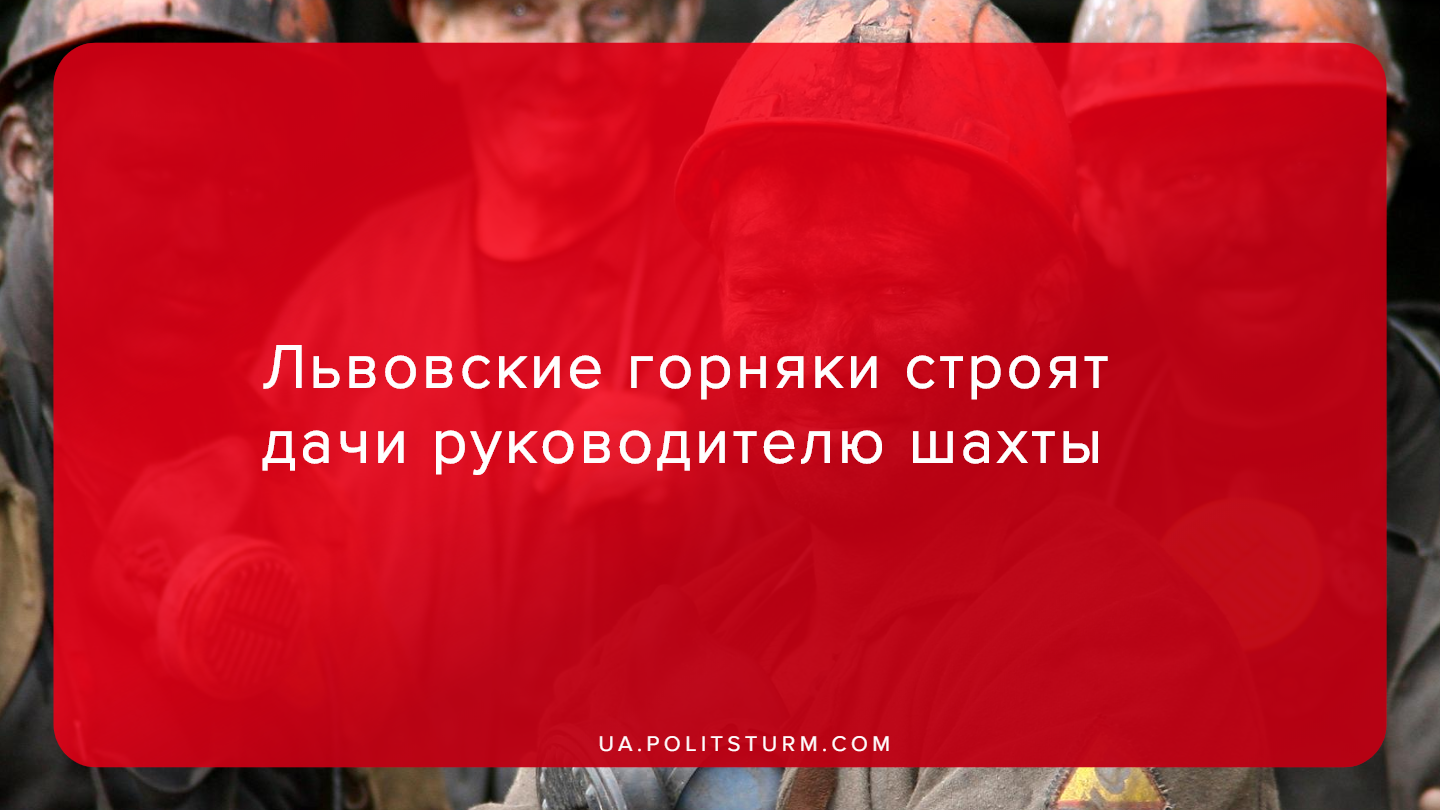 Львовские горняки строят
дачи руководителю шахты
UA.POLITSTURM.COM